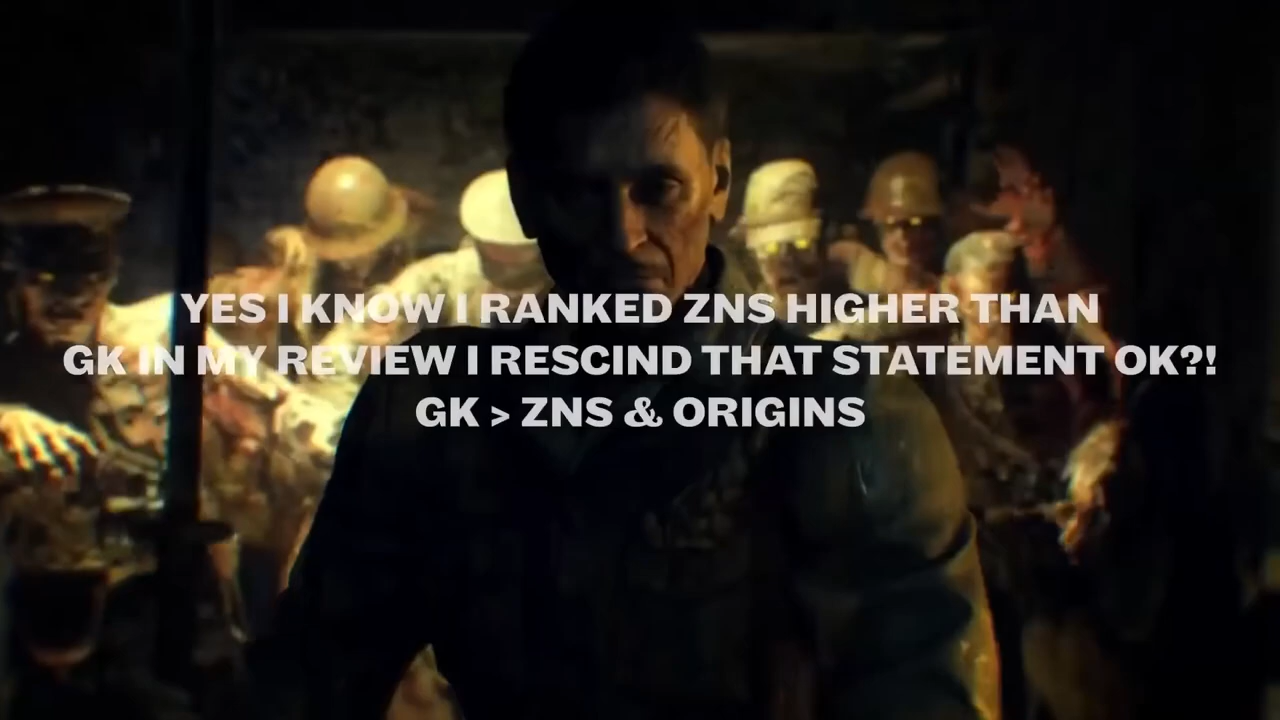 YES I KNOW I RANKED ZNS HIGHER THAN
GK IN MY REVIEW I RESCIND THAT STATEMENT OK?!
GK > ZNS & ORIGINS